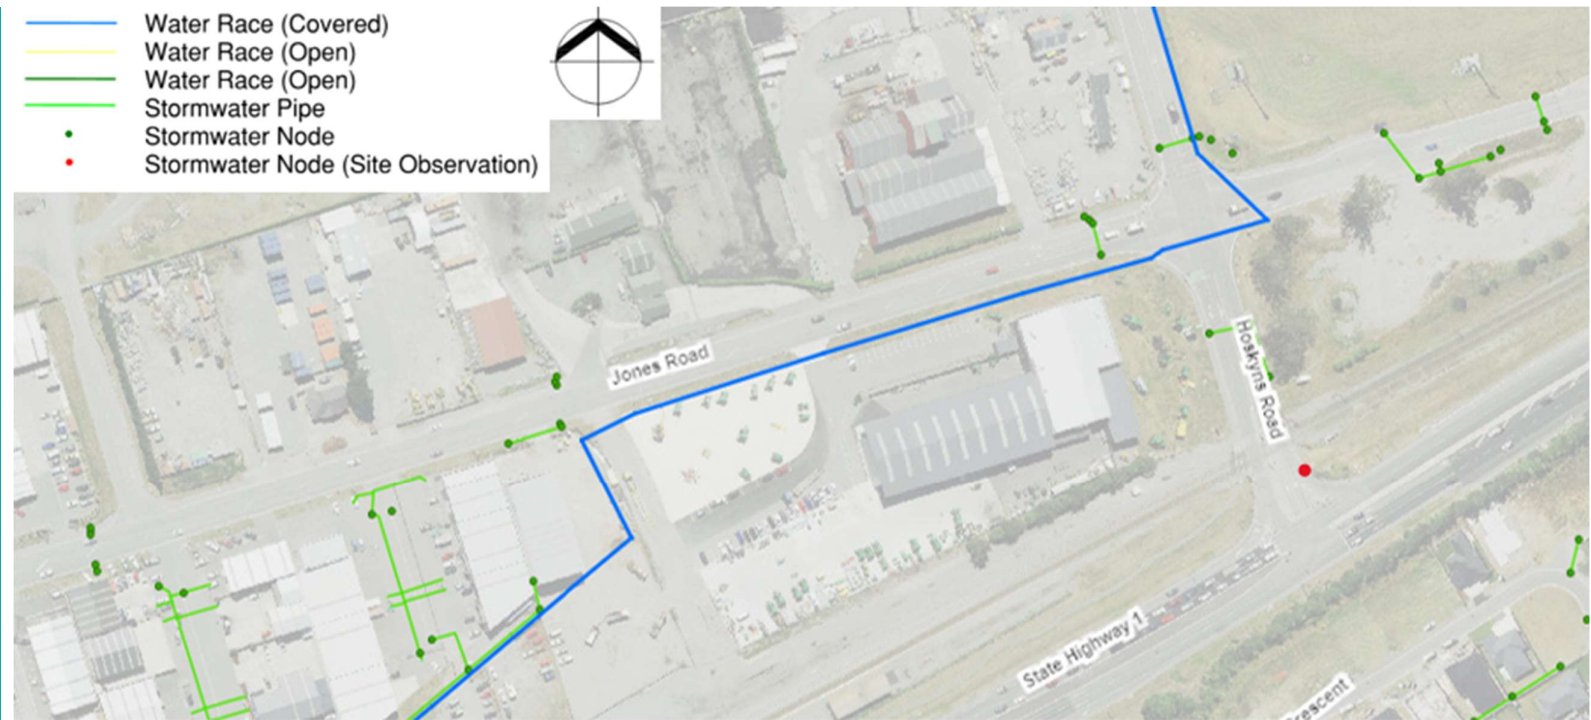 Water Race (Covered)
Water Race (Open)
Water Race (Open)
Stormwater Pipe
Stormwater Node
Stormwater Node (Site Observation)
Jones Road
Hoskyns Road
State Highway 1